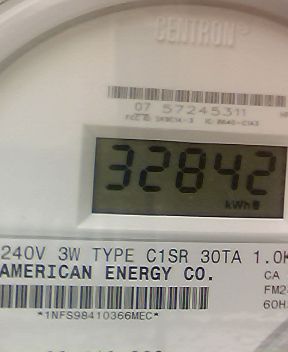 CENTRON
07 57245311
32842
kWh
240V 3W TYPE C1SR 30TA 1.0K
AMERICAN ENERGY CO.
CA
FM2
60H
*1NFS98410366MEC*